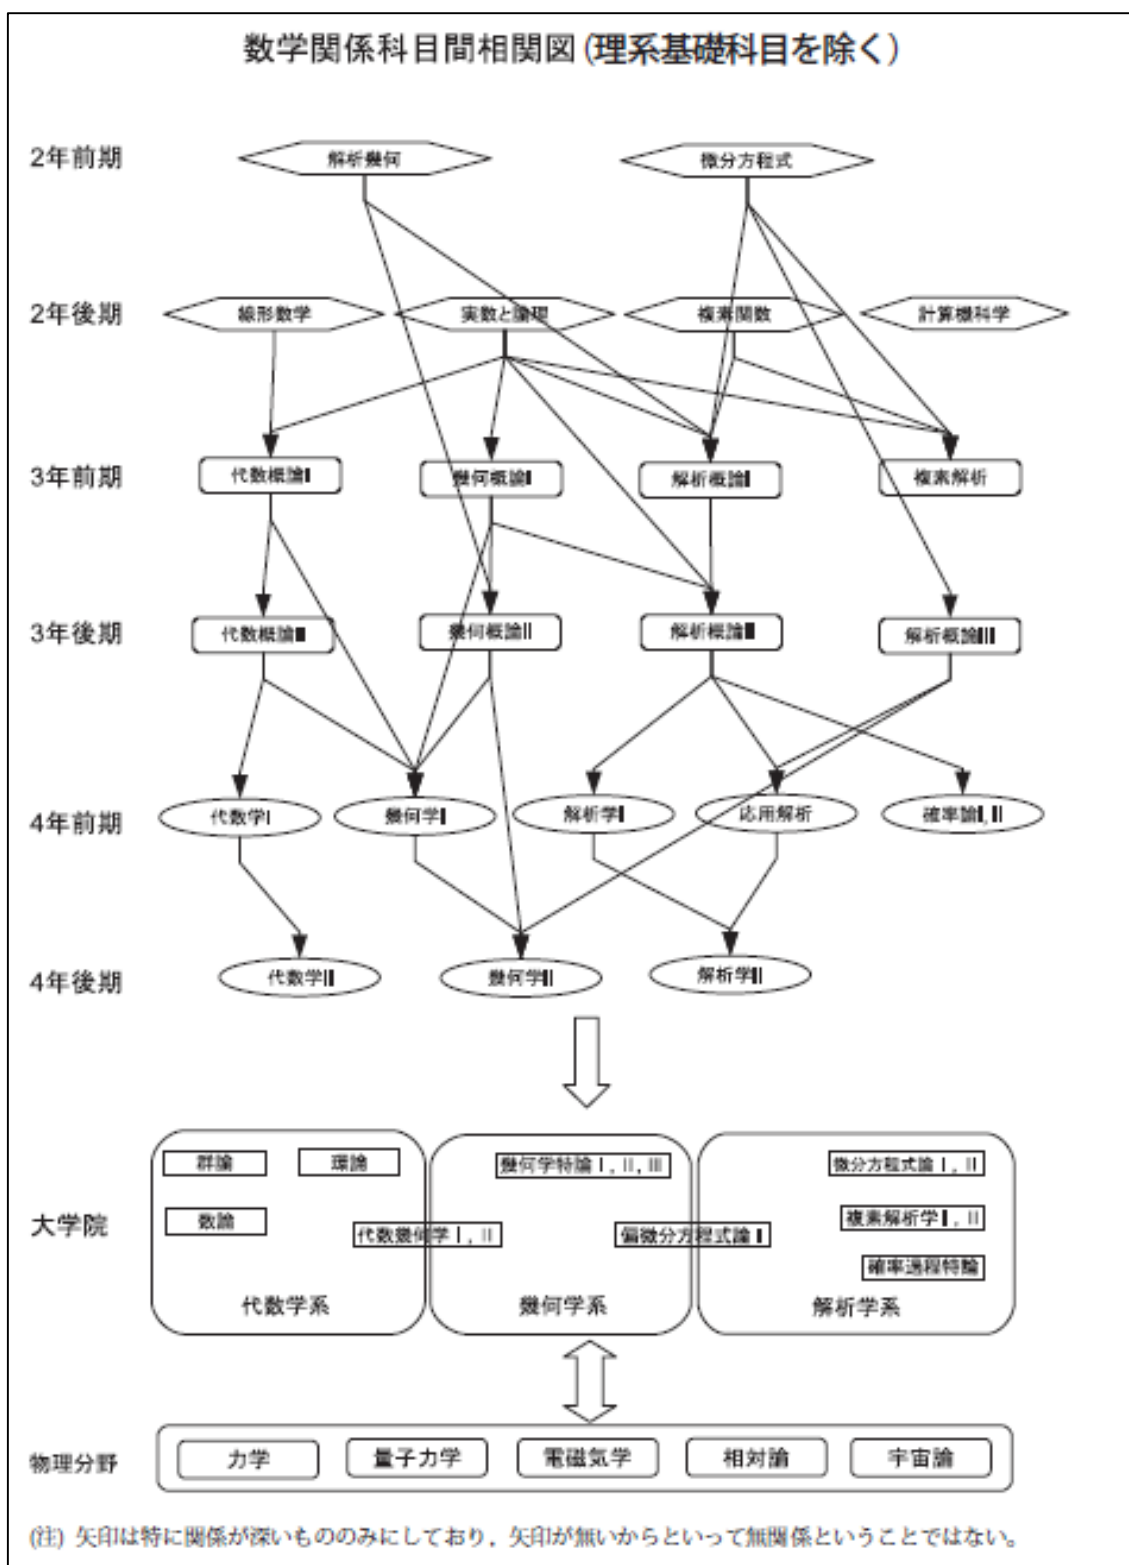 数学関係科目間相関図(理系基礎科目を除く)
2年前期
解析幾何
微分方程式
2年後期
線形数学
実数と論理
複素関数
計算機科学
3年前期
代数概論I
幾何概論I
解析概論I
複素解析
3年後期
代数概論II
幾何概論II
解析概論II
解析概論III
4年前期
代数学I
幾何学I
解析学I
応用解析
確率論I, II
4年後期
代数学II
幾何学II
解析学II
大学院
群論
環論
幾何学特論 I, II, III
微分方程式論 I, II
数論
代数幾何学 I, II
偏微分方程式論 I
複素解析学 I, II
確率過程特論
代数学系
幾何学系
解析学系
物理分野
力学
量子力学
電磁気学
相対論
宇宙論
(注) 矢印は特に関係が深いもののみにしており，矢印が無いからといって無関係ということではない。